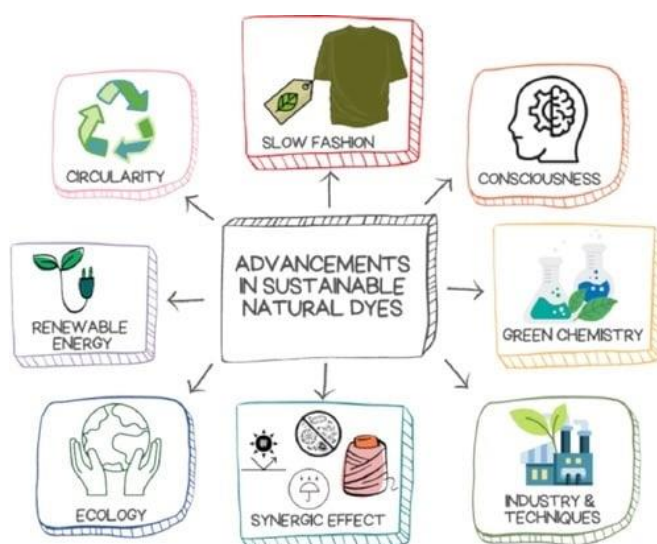 CIRCULARITY
SLOW FASHION
CONSCIOUSNESS
ADVANCEMENTS
IN SUSTAINABLE
NATURAL DYES
RENEWABLE
ENERGY
GREEN CHEMISTRY
ECOLOGY
SYNERGIC EFFECT
INDUSTRY &
TECHNIQUES